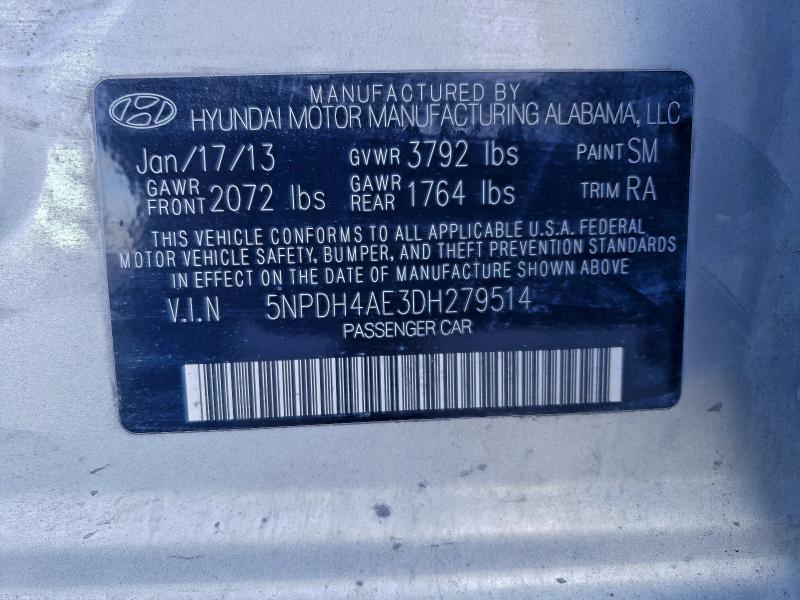 MANUFACTURED BY
HYUNDAI MOTOR MANUFACTURING ALABAMA, LLC
Jan/17/13 GVWR 3792 lbs PAINT SM
GAWR FRONT 2072 lbs GAWR REAR 1764 lbs TRIM RA
THIS VEHICLE CONFORMS TO ALL APPLICABLE U.S.A. FEDERAL
MOTOR VEHICLE SAFETY, BUMPER, AND THEFT PREVENTION STANDARDS
IN EFFECT ON THE DATE OF MANUFACTURE SHOWN ABOVE
V.I.N 5NPDH4AE3DH279514
PASSENGER CAR